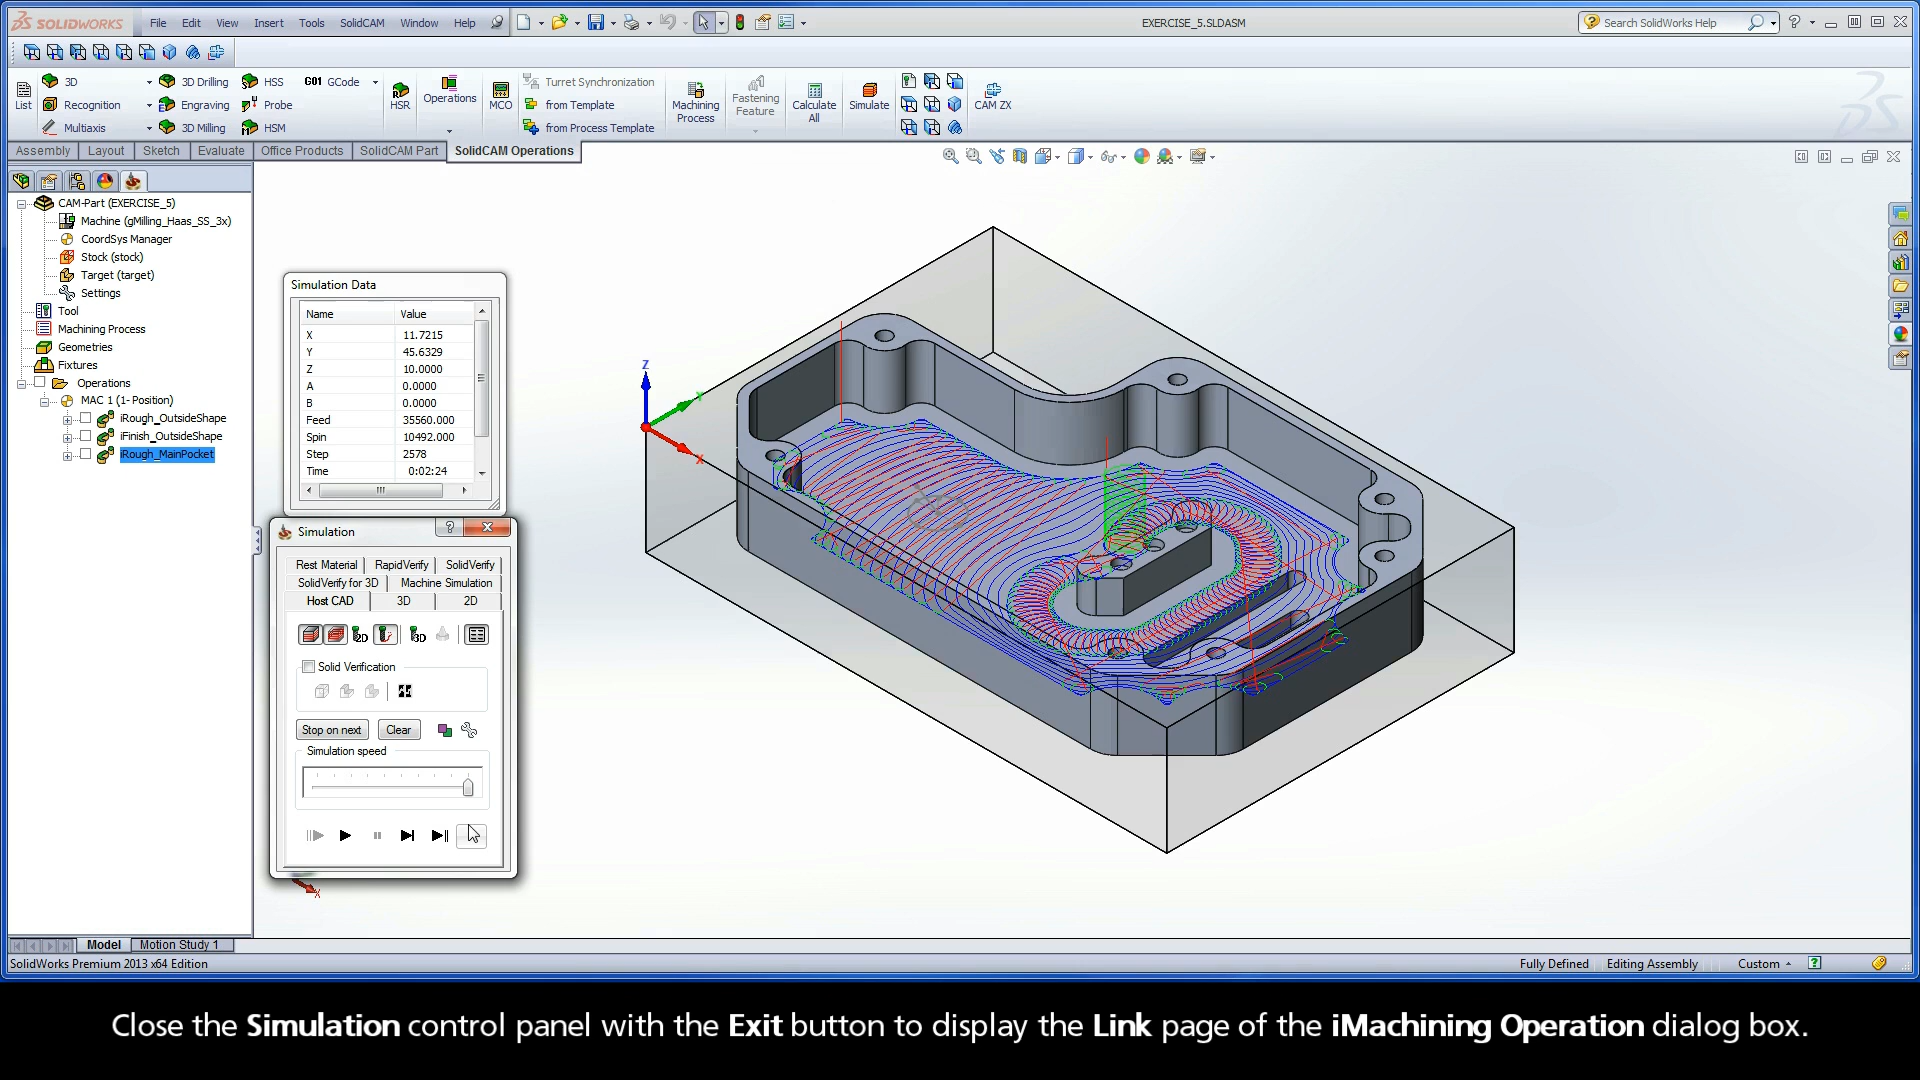 SOLIDWORKS File Edit View Insert Tools SolidCAM Window Help EXERCISE_5.SLDASM Search SolidWorks Help
3D 3D Drilling HSS G01 GCode
List Recognition Engraving Probe HSR Operations MCO
Multiaxis 3D Milling HSM
Turret Synchronization
from Template
from Process Template
Machining Process
Fastening Feature
Calculate All
Simulate
CAM ZX
Assembly Layout Sketch Evaluate Office Products SolidCAM Part SolidCAM Operations
CAM-Part (EXERCISE_5)
Machine (gMilling_Haas_SS_3x)
CoordSys Manager
Stock (stock)
Target (target)
Settings
Tool
Machining Process
Geometries
Fixtures
Operations
MAC 1 (1- Position)
iRough_OutsideShape
iFinish_OutsideShape
iRough_MainPocket
Simulation Data
Name Value
X 11.7215
Y 45.6329
Z 10.0000
A 0.0000
B 0.0000
Feed 35560.000
Spin 10492.000
Step 2578
Time 0:02:24
Simulation
Rest Material RapidVerify SolidVerify
SolidVerify for 3D Machine Simulation
Host CAD 3D 2D
2D 3D
Solid Verification
Stop on next Clear
Simulation speed
Z
Y
X
X
Model Motion Study 1
SolidWorks Premium 2013 x64 Edition Fully Defined Editing Assembly Custom
Close the Simulation control panel with the Exit button to display the Link page of the iMachining Operation dialog box.